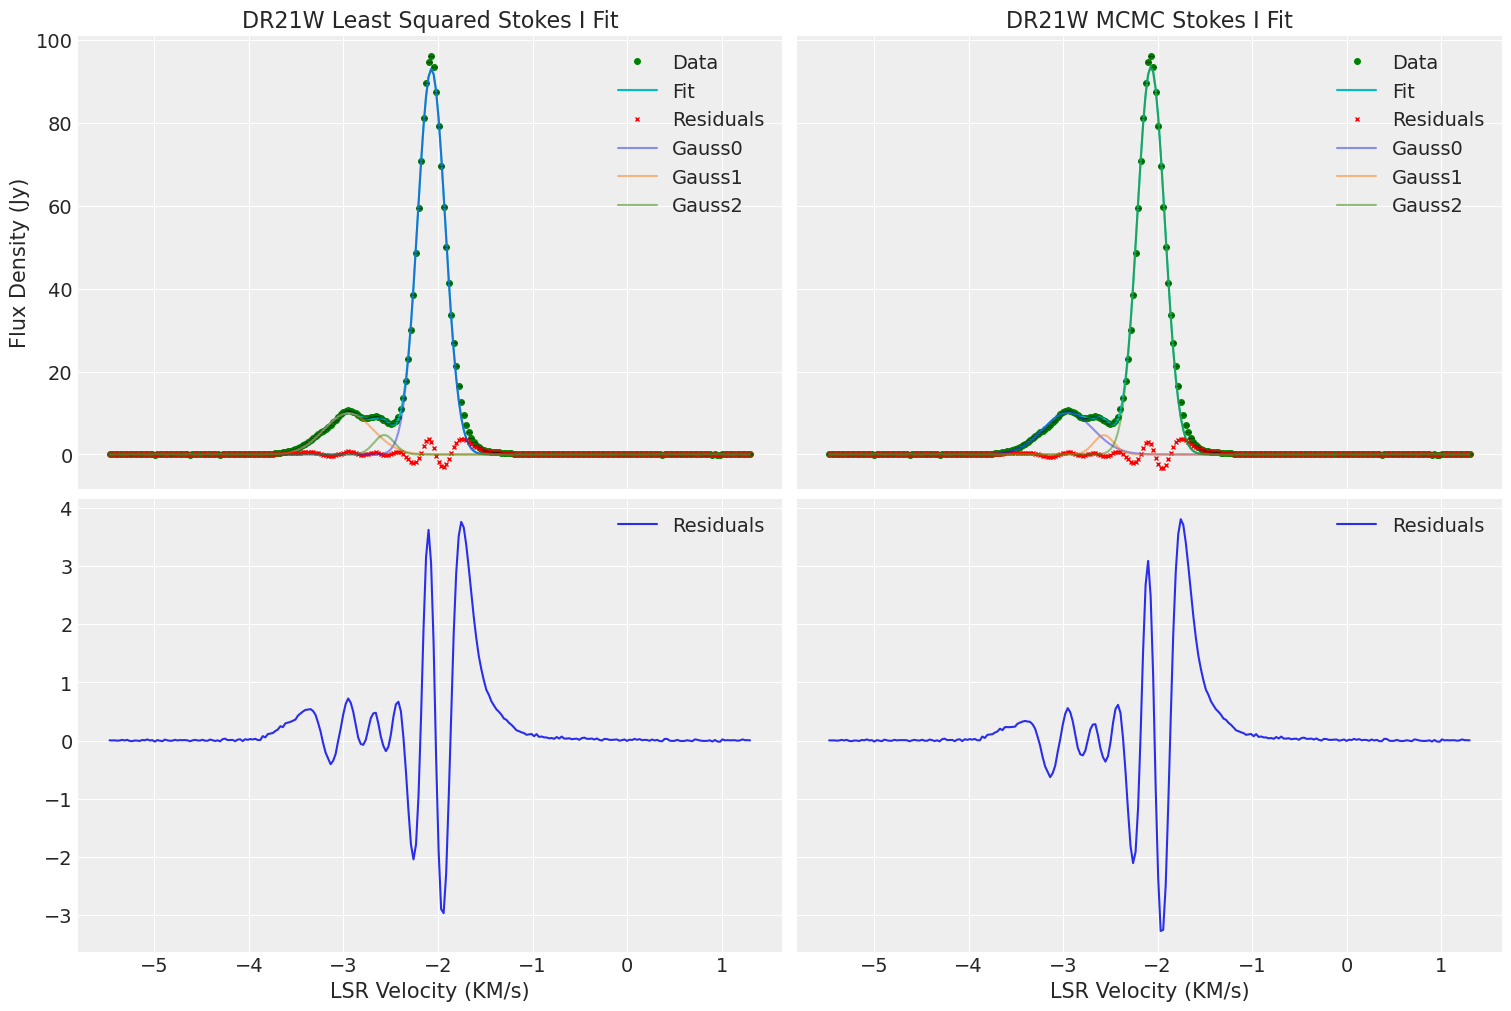 DR21W Least Squared Stokes I Fit
DR21W MCMC Stokes I Fit
Flux Density (Jy)
100
80
60
40
20
0
Data
Fit
Residuals
Gauss0
Gauss1
Gauss2
Data
Fit
Residuals
Gauss0
Gauss1
Gauss2
4
3
2
1
0
−1
−2
−3
Residuals
Residuals
−5 −4 −3 −2 −1 0 1
−5 −4 −3 −2 −1 0 1
LSR Velocity (KM/s)
LSR Velocity (KM/s)